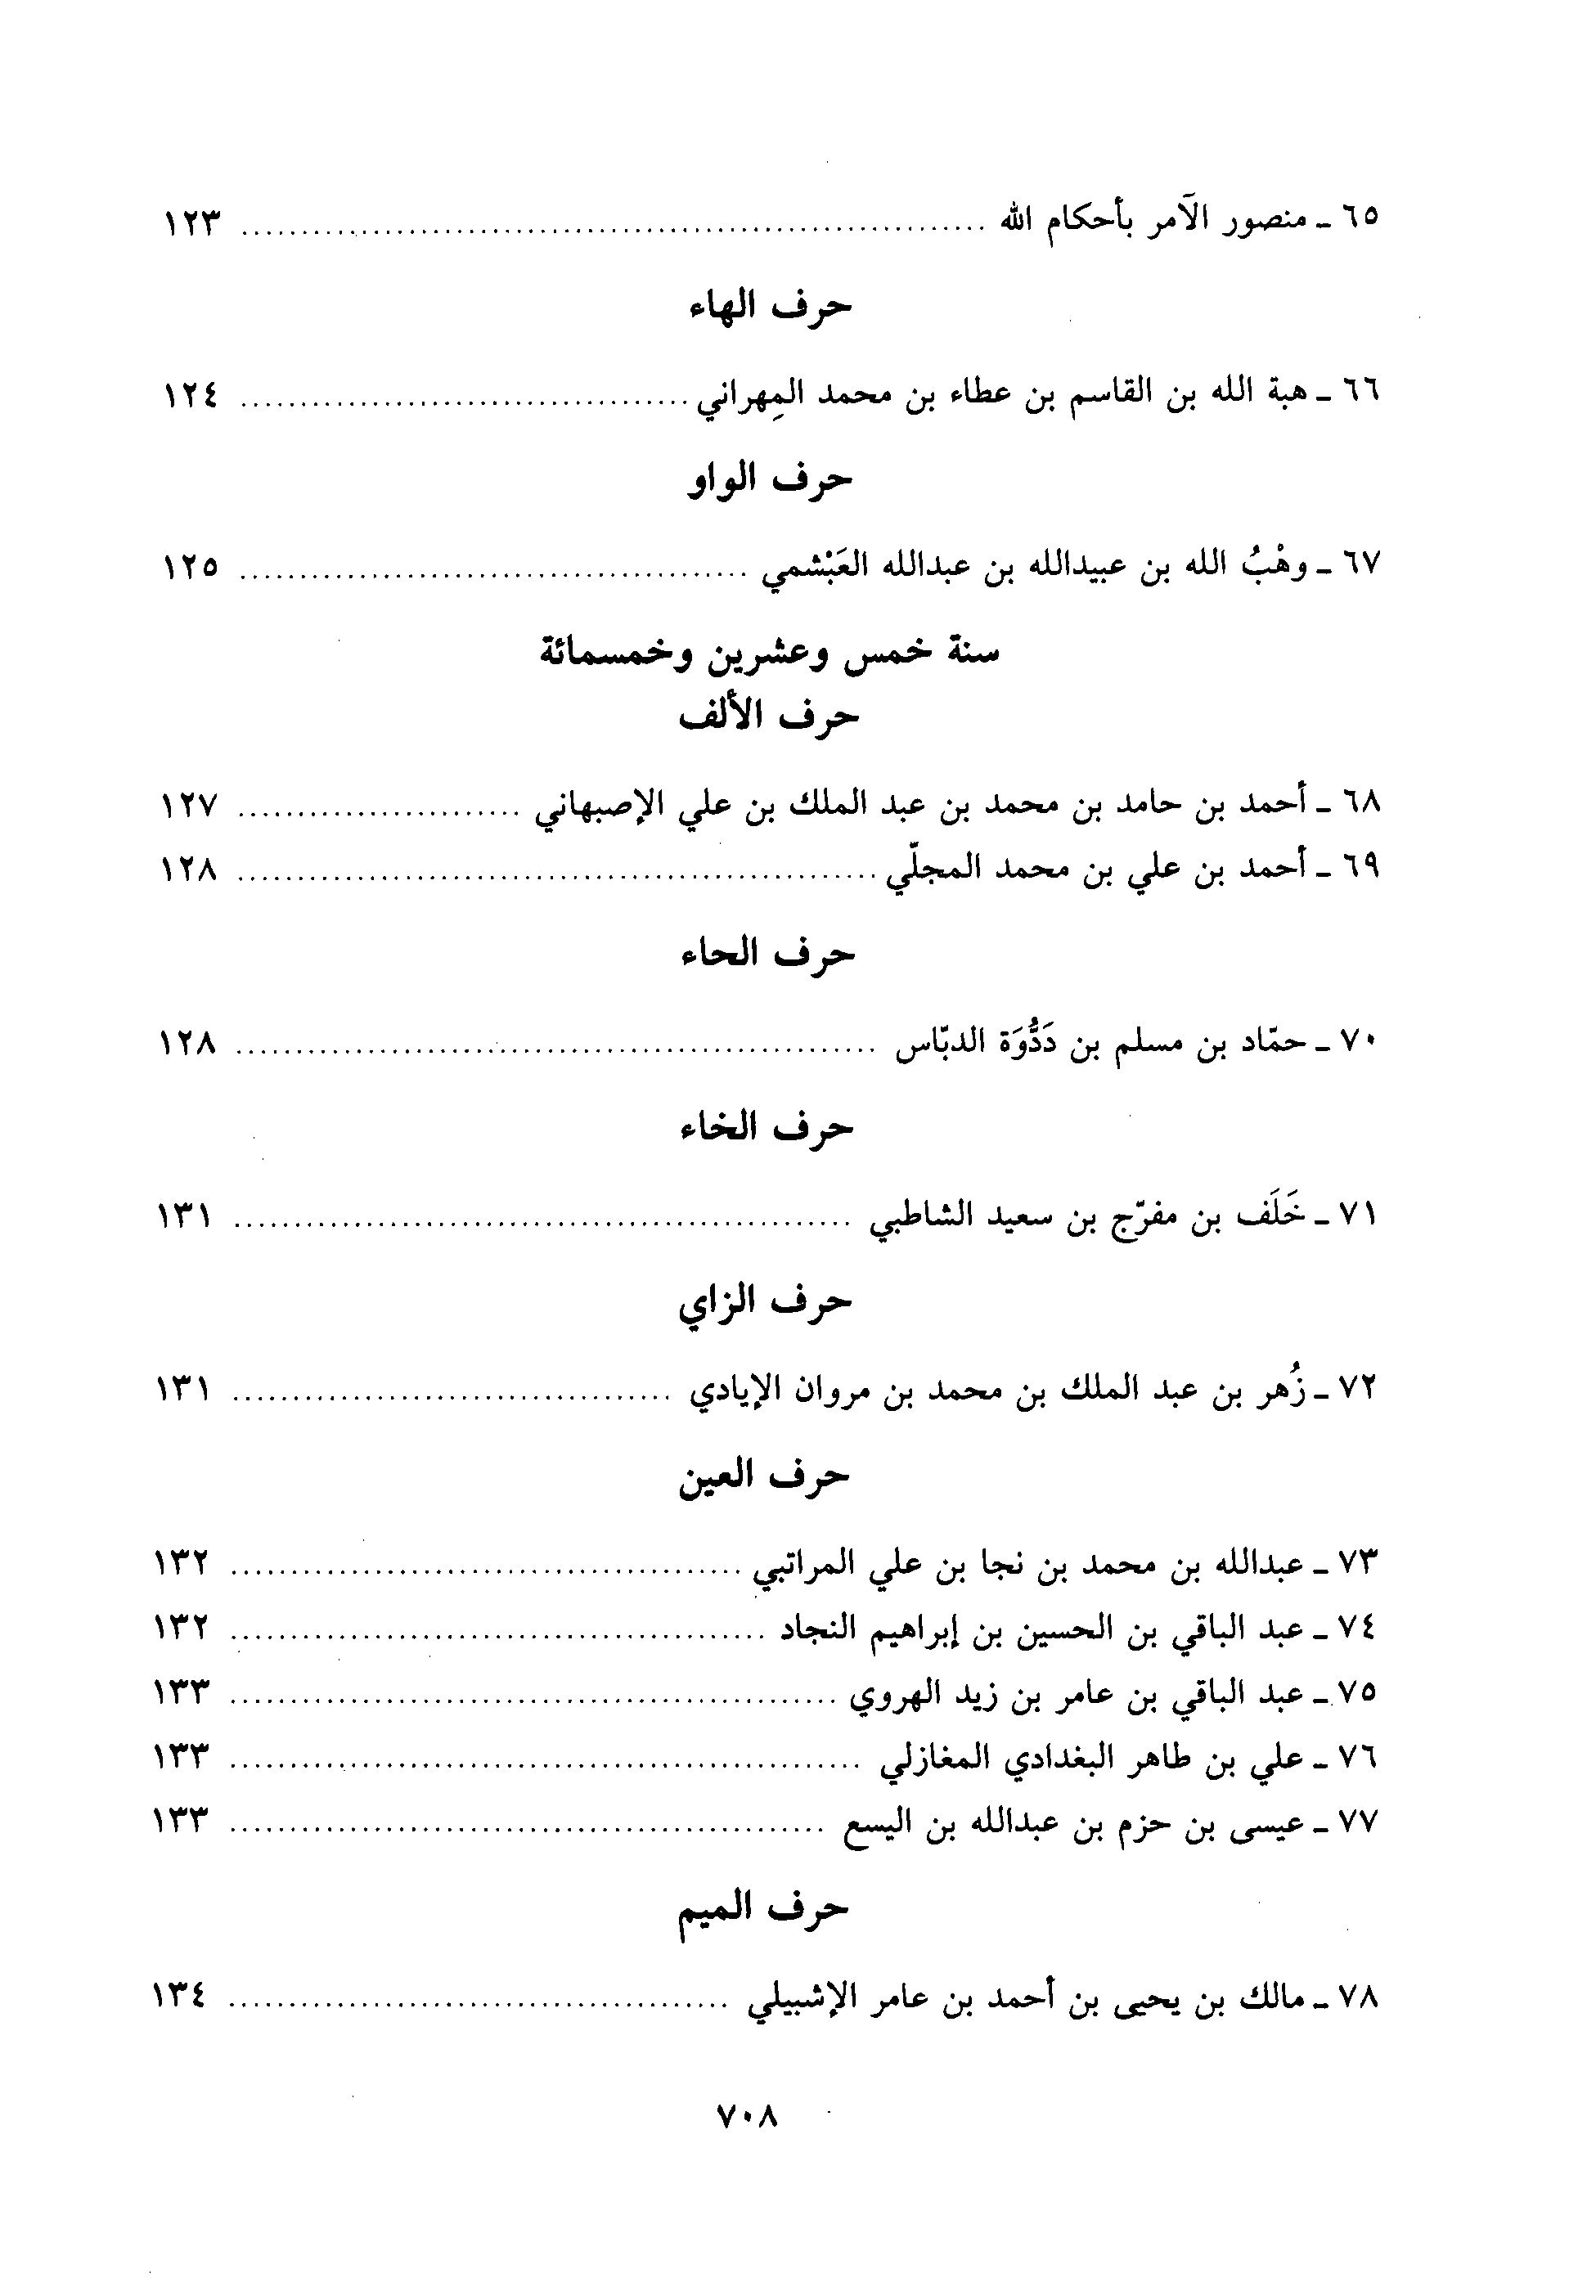 ٦٥ ـ منصور الآمر بأحكام الله ............................................................. ١٢٣
حرف الهاء
٦٦ ـ هبة الله بن القاسم بن عطاء بن محمد المِهراني ..................................... ١٢٤
حرف الواو
٦٧ ـ وهْبُ الله بن عبيدالله بن عبدالله العَبْشمي .......................................... ١٢٥
سنة خمس وعشرين وخمسمائة
حرف الألف
٦٨ ـ أحمد بن حامد بن محمد بن عبد الملك بن علي الإصبهاني ........................ ١٢٧
٦٩ ـ أحمد بن علي بن محمد المجلّي ..................................................... ١٢٨
حرف الحاء
٧٠ ـ حمّاد بن مسلم بن دَدُّوَة الدبّاس ..................................................... ١٢٨
حرف الخاء
٧١ ـ خَلَف بن مفرّج بن سعيد الشاطبي ................................................... ١٣١
حرف الزاي
٧٢ ـ زُهر بن عبد الملك بن محمد بن مروان الإيادي .................................... ١٣١
حرف العين
٧٣ ـ عبدالله بن محمد بن نجا بن علي المراتبي .......................................... ١٣٢
٧٤ ـ عبد الباقي بن الحسين بن إبراهيم النجاد ............................................ ١٣٢
٧٥ ـ عبد الباقي بن عامر بن زيد الهروي .................................................. ١٣٣
٧٦ ـ علي بن طاهر البغدادي المغازلي .................................................... ١٣٣
٧٧ ـ عيسى بن حزم بن عبدالله بن اليسع ................................................. ١٣٣
حرف الميم
٧٨ ـ مالك بن يحيى بن أحمد بن عامر الإشبيلي ......................................... ١٣٤
٧٠٨